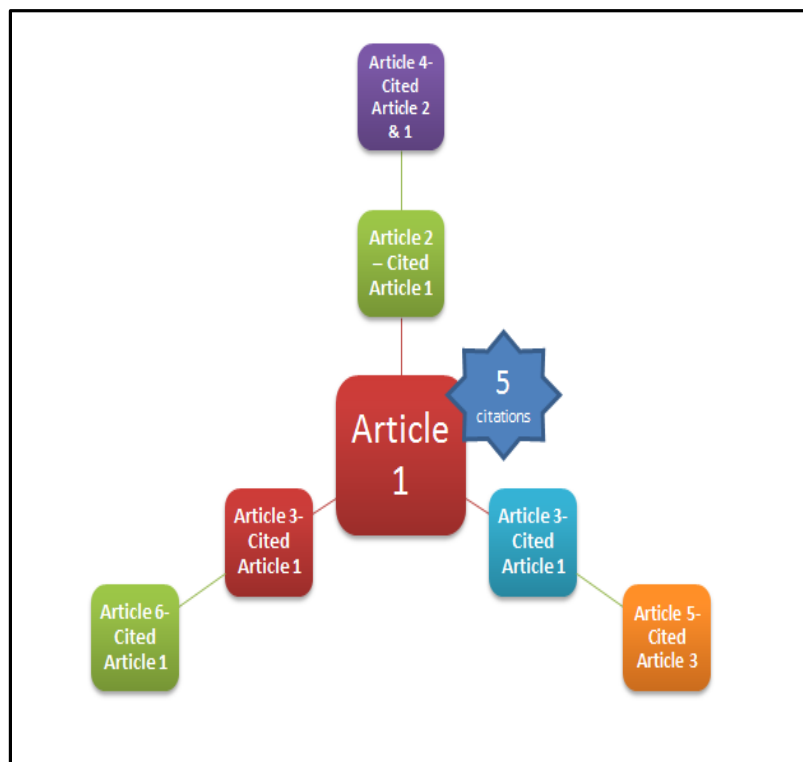 Article 4-
Cited
Article 2
& 1
Article 2
– Cited
Article 1
5
citations
Article
1
Article 3-
Cited
Article 1
Article 3-
Cited
Article 1
Article 6-
Cited
Article 1
Article 5-
Cited
Article 3